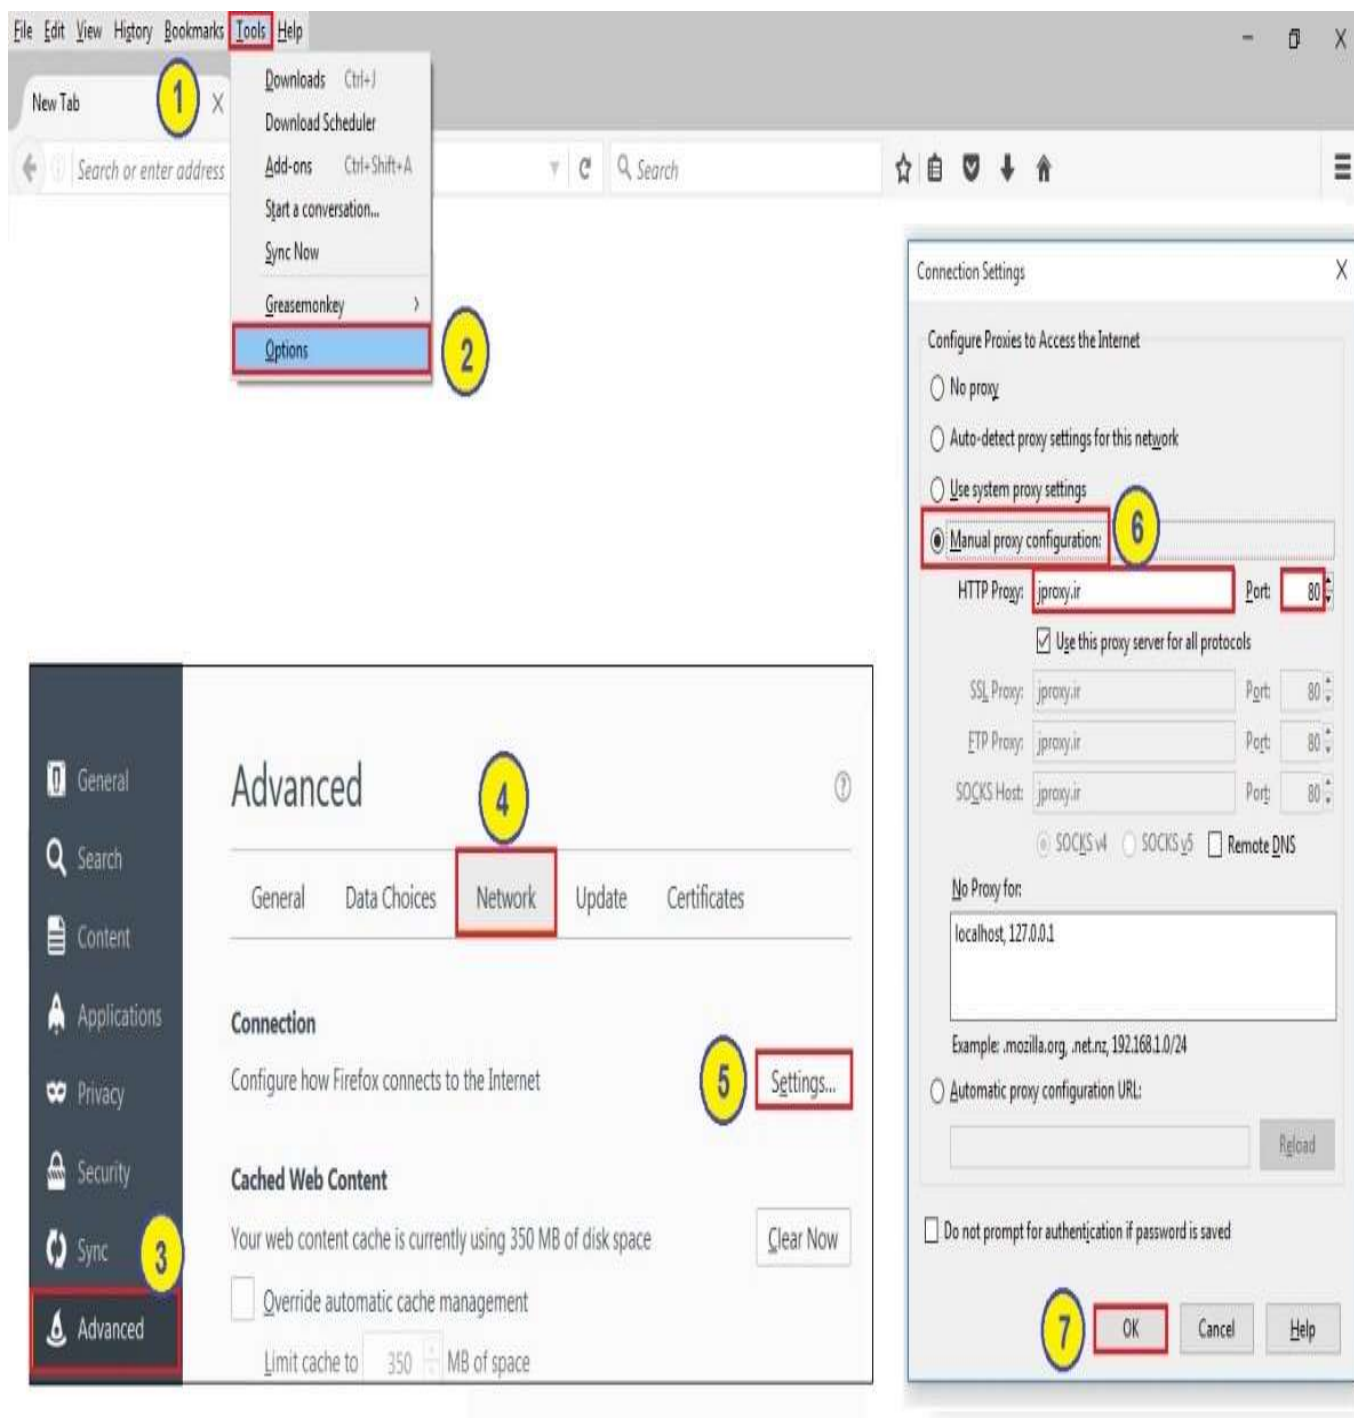 File Edit View History Bookmarks Tools Help
1
New Tab
Downloads Ctrl+J
Download Scheduler
Add-ons Ctrl+Shift+A
Start a conversation...
Sync Now
Greasemonkey
Options
2
Search or enter address
Search
Connection Settings
Configure Proxies to Access the Internet
No proxy
Auto-detect proxy settings for this network
Use system proxy settings
6
Manual proxy configuration:
HTTP Proxy: jproxy.ir Port: 80
Use this proxy server for all protocols
SSL Proxy: jproxy.ir Port: 80
FTP Proxy: jproxy.ir Port: 80
SOCKS Host: jproxy.ir Port: 80
SOCKS v4 SOCKS v5 Remote DNS
No Proxy for:
localhost, 127.0.0.1
Example: .mozilla.org, .net.nz, 192.168.1.0/24
Automatic proxy configuration URL:
Reload
Do not prompt for authentication if password is saved
7
OK Cancel Help
General
Search
Content
Applications
Privacy
Security
Sync
3
Advanced
Advanced
4
?
General Data Choices Network Update Certificates
Connection
Configure how Firefox connects to the Internet
5
Settings...
Cached Web Content
Your web content cache is currently using 350 MB of disk space
Clear Now
Override automatic cache management
Limit cache to 350 MB of space